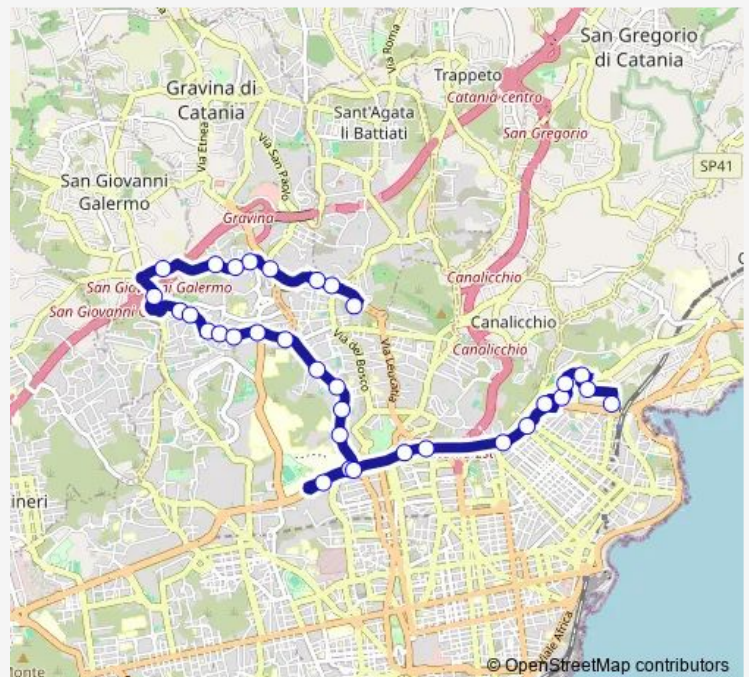 San Gregorio
di Catania
Via Roma
Trappeto
Catania centro
Gravina di
Catania
Sant'Agata
li Battiati
San Gregorio
Via Etnea
Via San Paolo
SP41
San Giovanni
Galermo
Gravina
San Giovanni Galermo
San Giovanni
Canalicchio
Canalicchio
Canalicchio
Via del Bosco
Via Leucatia
ineri
Viale Africa
© OpenStreetMap contributors